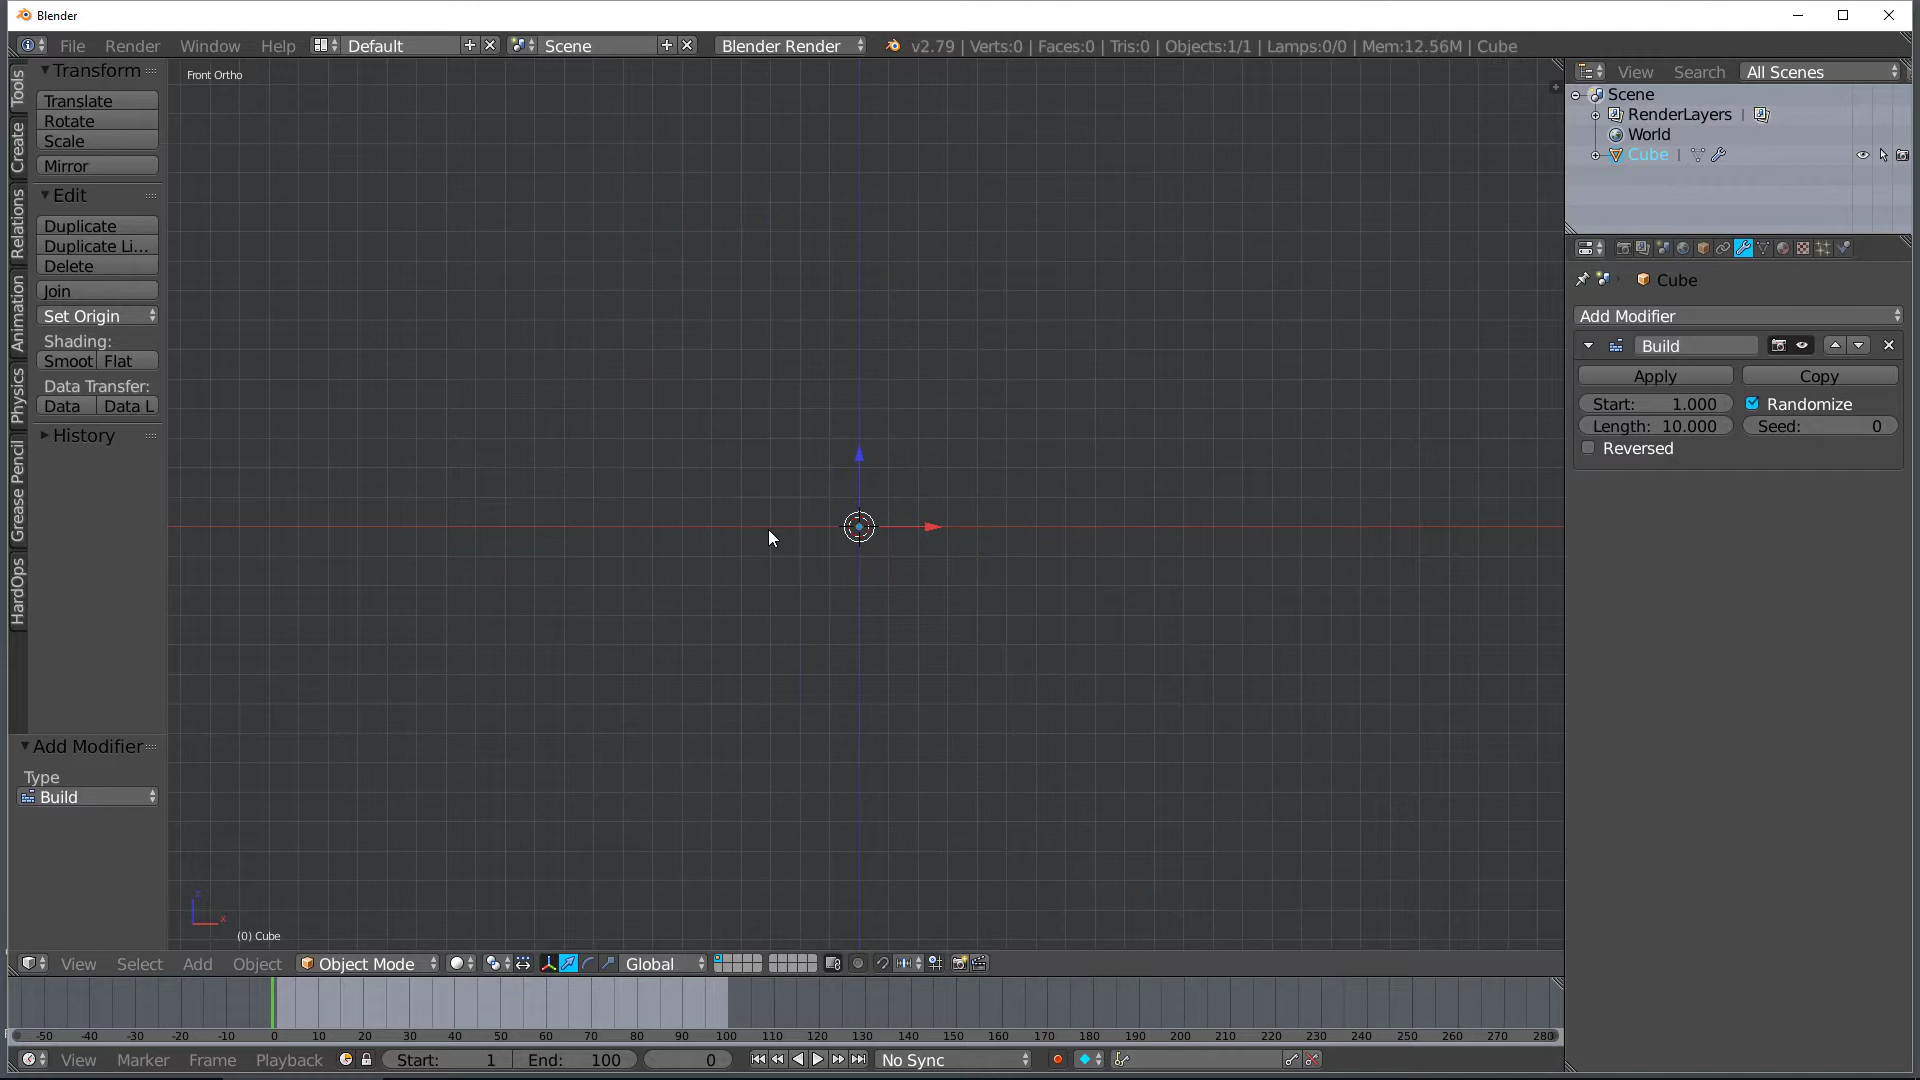 Blender
File Render Window Help Default Scene Blender Render v2.79 | Verts:0 | Faces:0 | Tris:0 | Objects:1/1 | Lamps:0/0 | Mem:12.56M | Cube
Tools
Create
Relations
Animation
Physics
Grease Pencil
HardOps
Transform
Translate
Rotate
Scale
Mirror
Edit
Duplicate
Duplicate Li...
Delete
Join
Set Origin
Shading:
Smoot Flat
Data Transfer:
Data Data L
History
Add Modifier
Type
Build
Front Ortho
z
x
(0) Cube
View Search All Scenes
Scene
RenderLayers |
World
Cube |
Cube
Add Modifier
Build
Apply Copy
Start: 1.000 Randomize
Length: 10.000 Seed: 0
Reversed
View Select Add Object Object Mode Global
-50 -40 -30 -20 -10 0 10 20 30 40 50 60 70 80 90 100 110 120 130 140 150 160 170 180 190 200 210 220 230 240 250 260 270 280
View Marker Frame Playback Start: 1 End: 100 0 No Sync